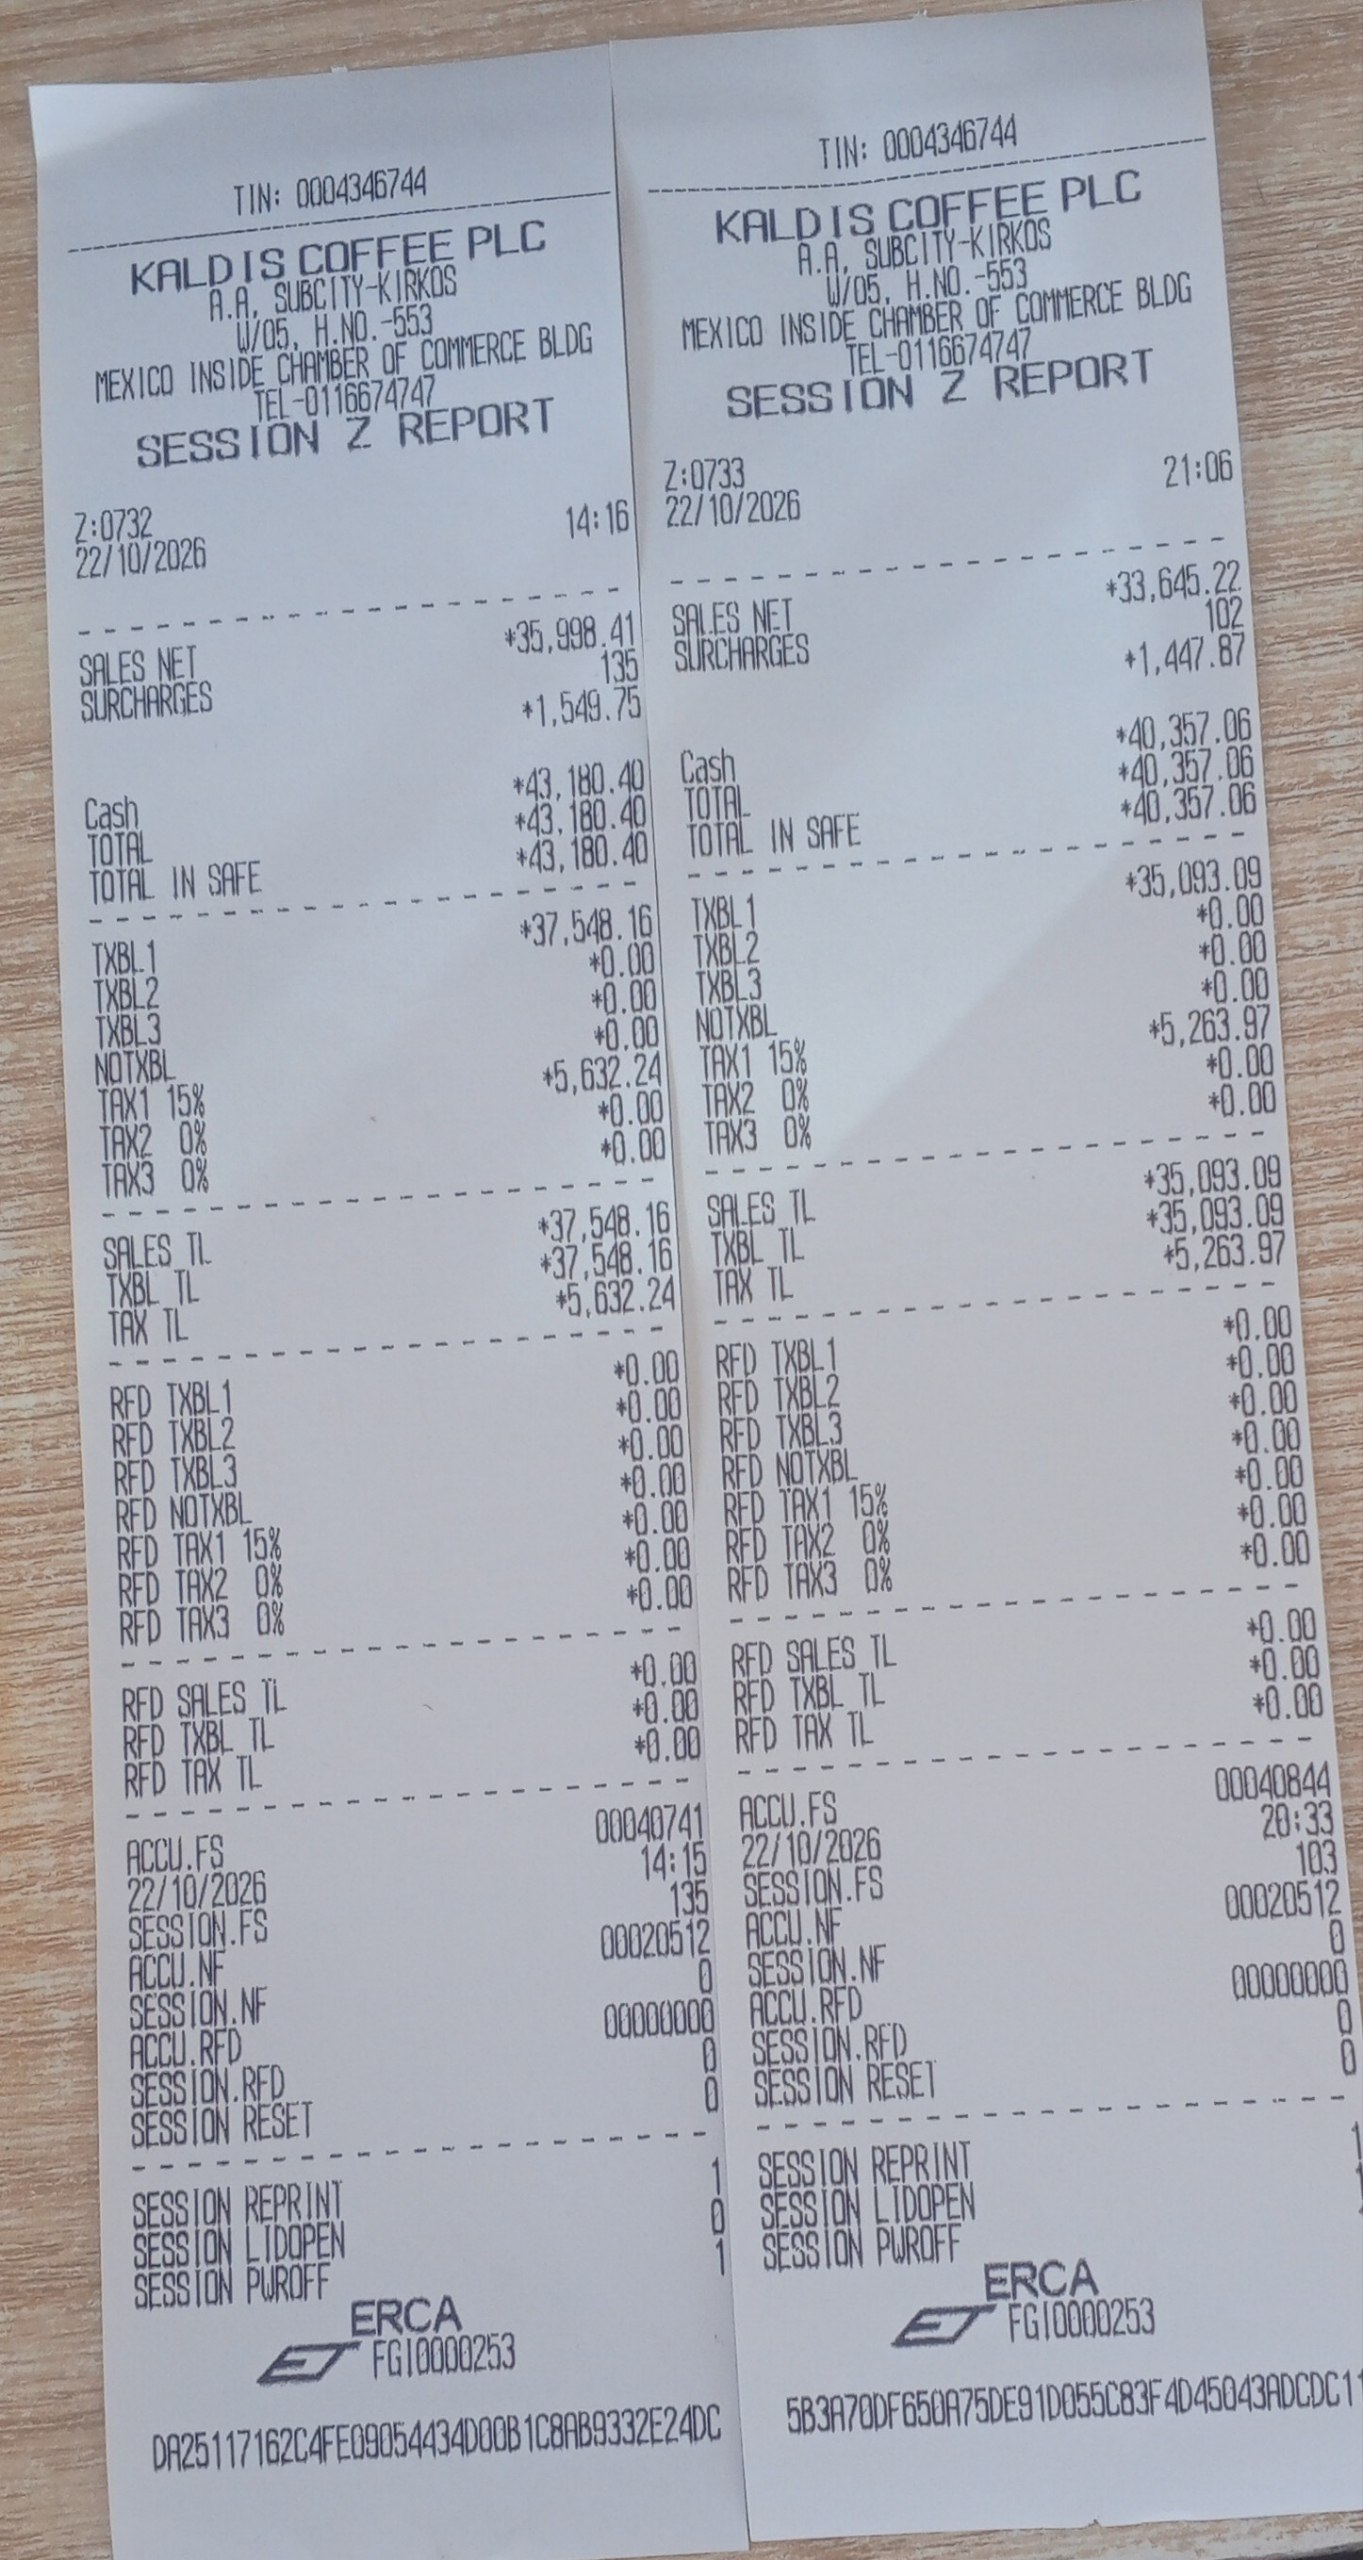 TIN: 0004346744
KALDIS COFFEE PLC
A.A, SUBCITY-KIRKOS
W/05, H.NO.-553
MEXICO INSIDE CHAMBER OF COMMERCE BLDG
TEL-0116674747
SESSION Z REPORT
Z:0732
22/10/2026 14:16
SALES NET *35,998.41
135
SURCHARGES *1,549.75
Cash *43,180.40
TOTAL *43,180.40
TOTAL IN SAFE *43,180.40
TXBL1 *37,548.16
TXBL2 *0.00
TXBL3 *0.00
NOTXBL *0.00
TAX1 15% *5,632.24
TAX2 0% *0.00
TAX3 0% *0.00
SALES TL *37,548.16
TXBL TL *37,548.16
TAX TL *5,632.24
RFD TXBL1 *0.00
RFD TXBL2 *0.00
RFD TXBL3 *0.00
RFD NOTXBL *0.00
RFD TAX1 15% *0.00
RFD TAX2 0% *0.00
RFD TAX3 0% *0.00
RFD SALES TL *0.00
RFD TXBL TL *0.00
RFD TAX TL *0.00
ACCU.FS 00040741
22/10/2026 14:15
SESSION.FS 135
ACCU.NF 00020512
SESSION.NF 0
ACCU.RFD 00000000
SESSION.RFD 0
SESSION RESET 0
SESSION REPRINT 1
SESSION LIDOPEN 0
SESSION PWROFF 1
ERCA
ET FGI0000253
DA25117162C4FE09054434D00B1C8AB9332E24DC
TIN: 0004346744
KALDIS COFFEE PLC
A.A, SUBCITY-KIRKOS
W/05, H.NO.-553
MEXICO INSIDE CHAMBER OF COMMERCE BLDG
TEL-0116674747
SESSION Z REPORT
Z:0733
22/10/2026 21:06
SALES NET *33,645.22
102
SURCHARGES *1,447.87
Cash *40,357.06
TOTAL *40,357.06
TOTAL IN SAFE *40,357.06
TXBL1 *35,093.09
TXBL2 *0.00
TXBL3 *0.00
NOTXBL *0.00
TAX1 15% *5,263.97
TAX2 0% *0.00
TAX3 0% *0.00
SALES TL *35,093.09
TXBL TL *35,093.09
TAX TL *5,263.97
RFD TXBL1 *0.00
RFD TXBL2 *0.00
RFD TXBL3 *0.00
RFD NOTXBL *0.00
RFD TAX1 15% *0.00
RFD TAX2 0% *0.00
RFD TAX3 0% *0.00
RFD SALES TL *0.00
RFD TXBL TL *0.00
RFD TAX TL *0.00
ACCU.FS 00040844
22/10/2026 20:33
SESSION.FS 103
ACCU.NF 00020512
SESSION.NF 0
ACCU.RFD 00000000
SESSION.RFD 0
SESSION RESET 0
SESSION REPRINT
SESSION LIDOPEN
SESSION PWROFF
ERCA
ET FGI0000253
5B3A70DF650A75DE91D055C83F4D45043ADCDC11